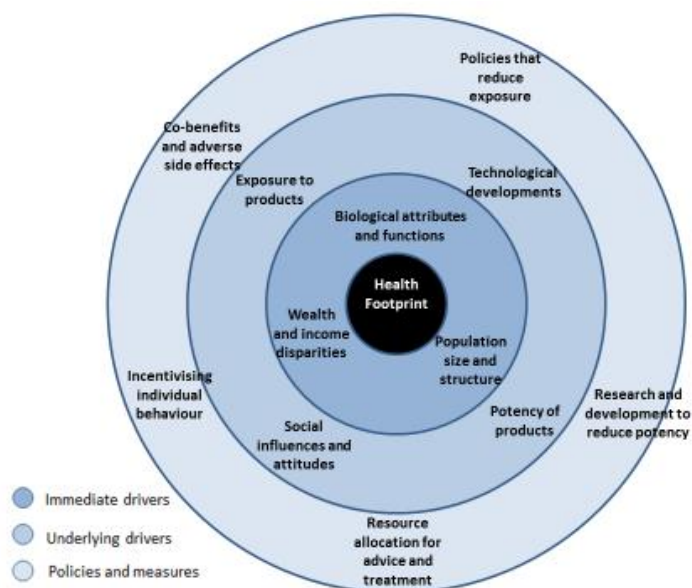 Policies that
reduce
exposure
Co-benefits
and adverse
side effects
Exposure to
products
Technological
developments
Biological attributes
and functions
Health
Footprint
Wealth
and income
disparities
Population
size and
structure
Incentivising
individual
behaviour
Social
influences and
attitudes
Potency of
products
Research and
development to
reduce potency
Resource
allocation for
advice and
treatment
Immediate drivers
Underlying drivers
Policies and measures